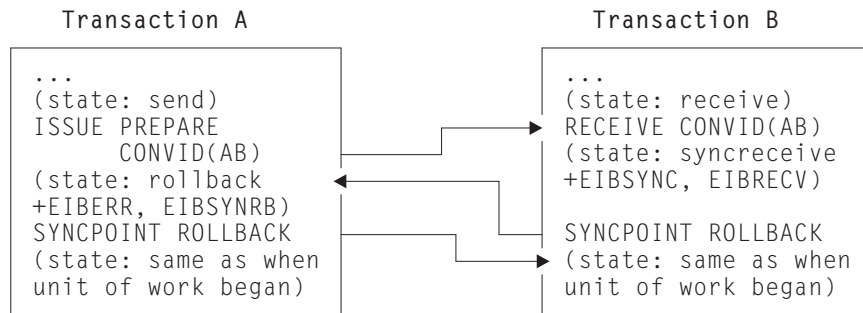 Transaction A
...
(state: send)
ISSUE PREPARE
CONVID(AB)
(state: rollback
+EIBERR, EIBSYNRB)
SYNCPOINT ROLLBACK
(state: same as when
unit of work began)
Transaction B
...
(state: receive)
RECEIVE CONVID(AB)
(state: syncreceive
+EIBSYNC, EIBRECV)
SYNCPOINT ROLLBACK
(state: same as when
unit of work began)